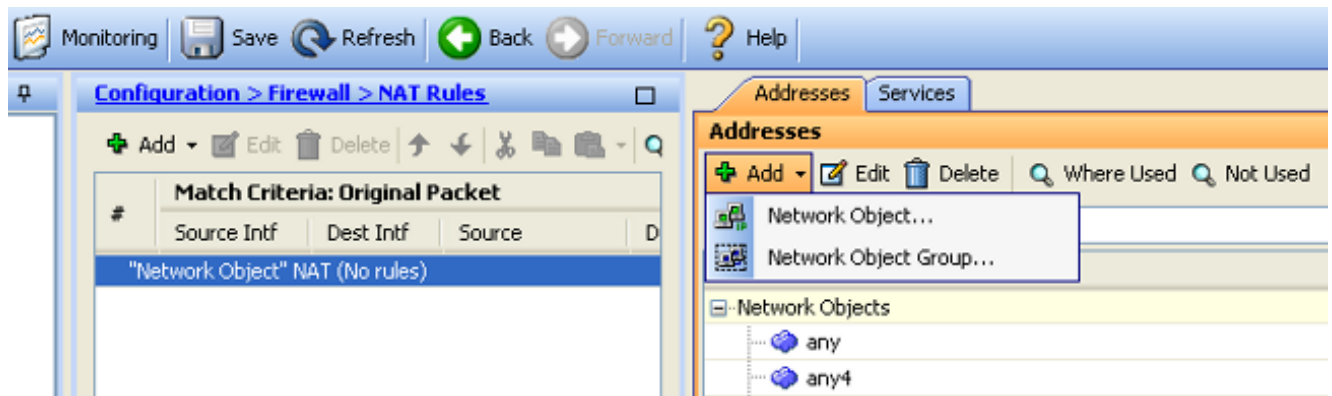 Monitoring Save Refresh Back Forward Help
Configuration > Firewall > NAT Rules
Addresses Services
Addresses
Add Edit Delete
Add Edit Delete Where Used Not Used
# Match Criteria: Original Packet
Source Intf Dest Intf Source D
"Network Object" NAT (No rules)
Network Object...
Network Object Group...
Network Objects
any
any4